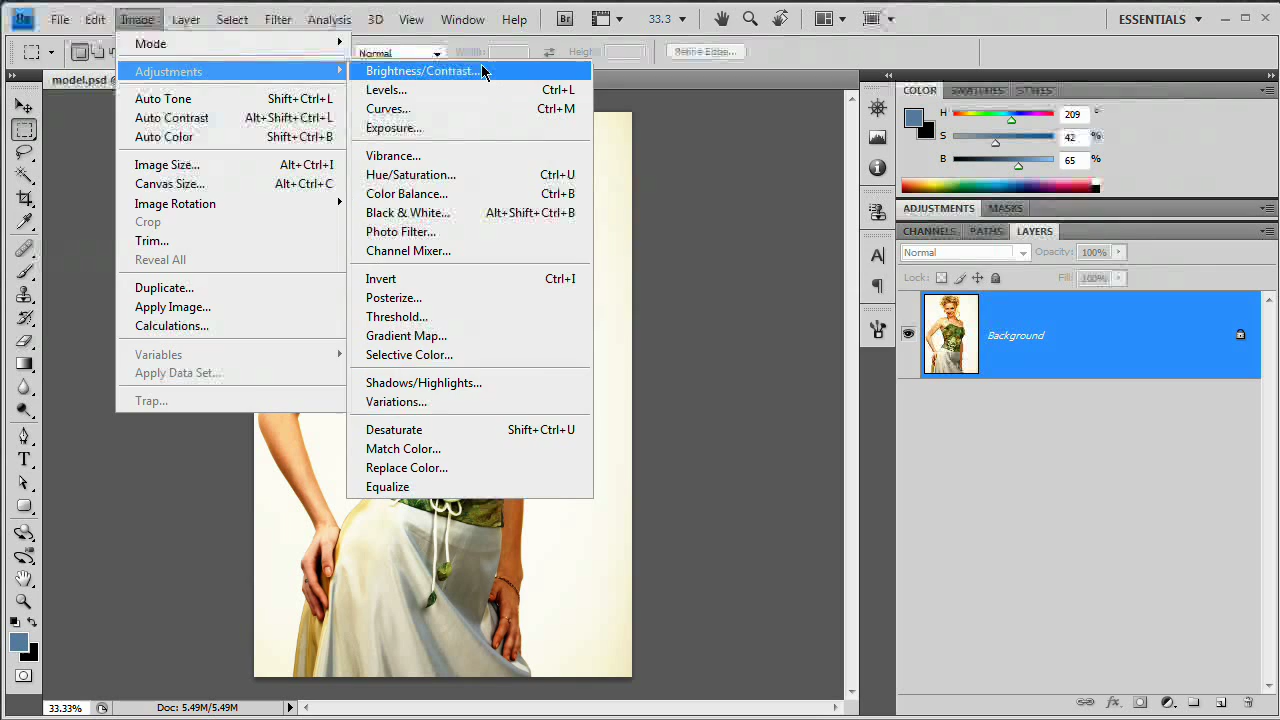 Br File Edit Image Layer Select Filter Analysis 3D View Window Help Br 33.3 ESSENTIALS
Normal Width: Height: Refine Edge...
model.psd @
Mode
Adjustments
Auto Tone Shift+Ctrl+L
Auto Contrast Alt+Shift+Ctrl+L
Auto Color Shift+Ctrl+B
Image Size... Alt+Ctrl+I
Canvas Size... Alt+Ctrl+C
Image Rotation
Crop
Trim...
Reveal All
Duplicate...
Apply Image...
Calculations...
Variables
Apply Data Set...
Trap...
Brightness/Contrast...
Levels... Ctrl+L
Curves... Ctrl+M
Exposure...
Vibrance...
Hue/Saturation... Ctrl+U
Color Balance... Ctrl+B
Black & White... Alt+Shift+Ctrl+B
Photo Filter...
Channel Mixer...
Invert Ctrl+I
Posterize...
Threshold...
Gradient Map...
Selective Color...
Shadows/Highlights...
Variations...
Desaturate Shift+Ctrl+U
Match Color...
Replace Color...
Equalize
COLOR SWATCHES STYLES
H 209 °
S 42 %
B 65 %
ADJUSTMENTS MASKS
CHANNELS PATHS LAYERS
Normal Opacity: 100%
Lock: Fill: 100%
Background
33.33% Doc: 5.49M/5.49M